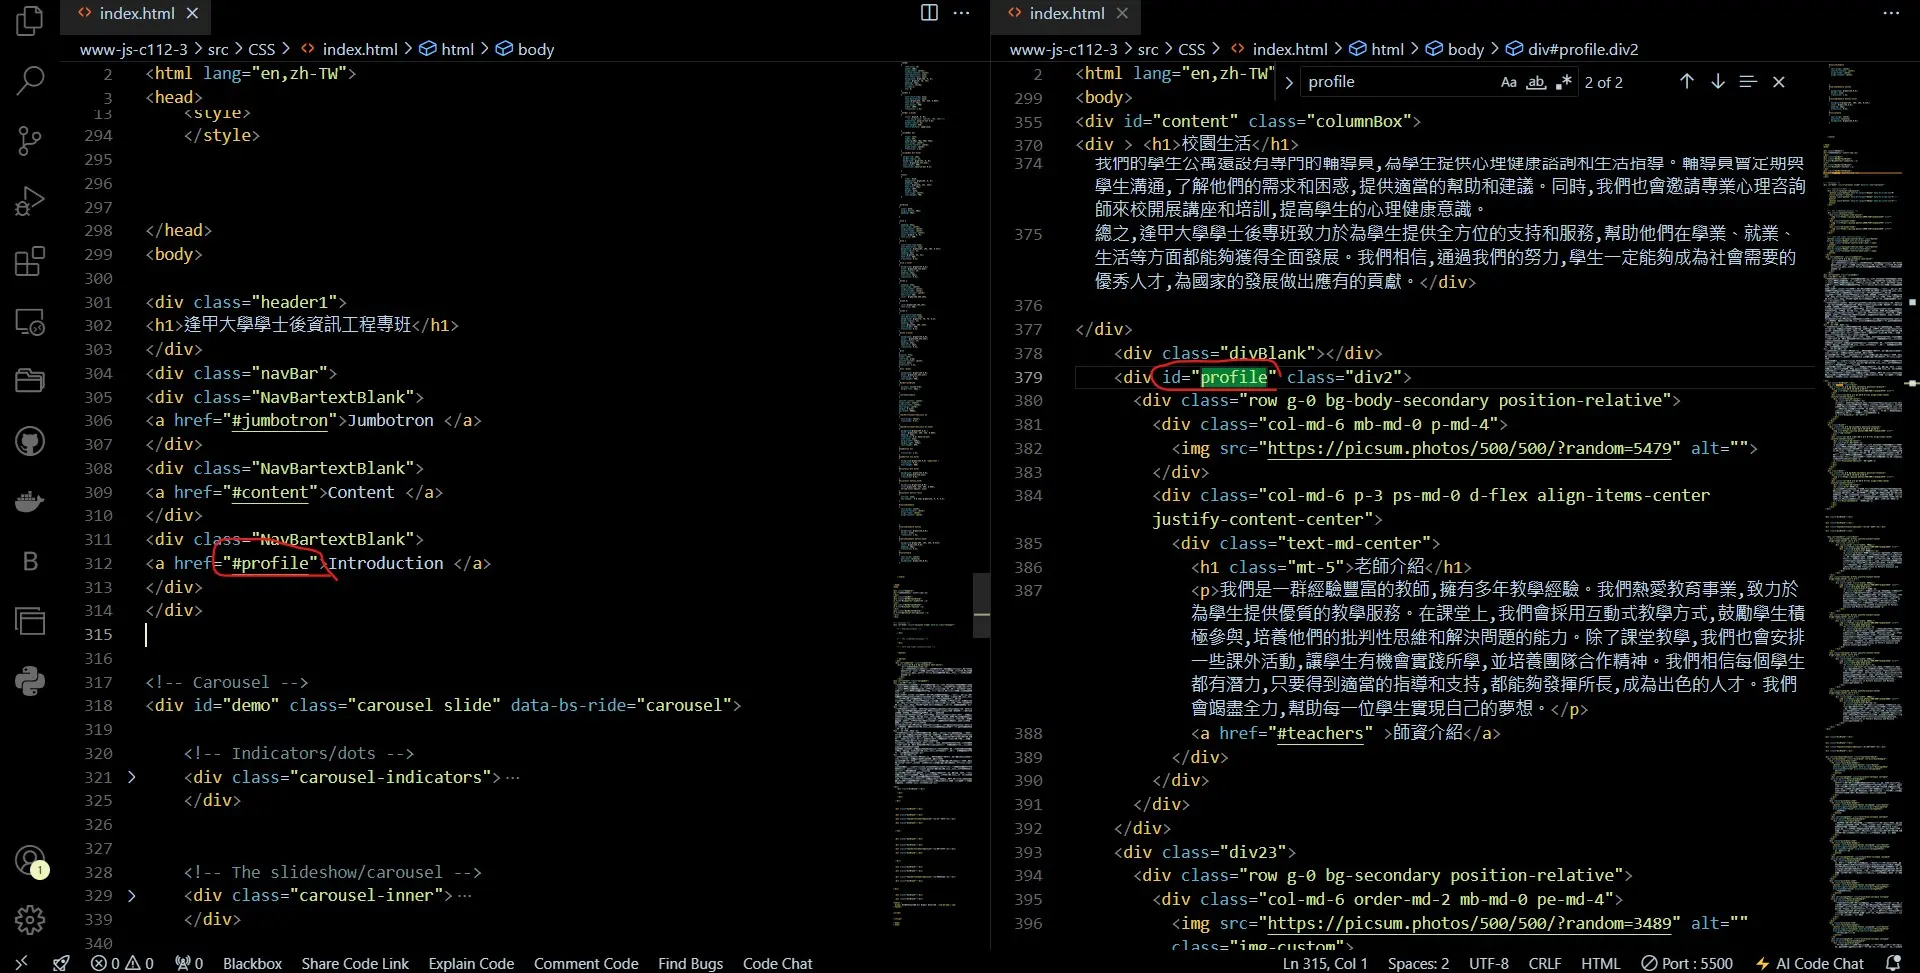 index.html
www-js-c112-3 > src > CSS > index.html > html > body
2 <html lang="en,zh-TW">
3 <head>
13 <style>
294 </style>
295
296
297
298 </head>
299 <body>
300
301 <div class="header1">
302 <h1>逢甲大學學士後資訊工程專班</h1>
303 </div>
304 <div class="navBar">
305 <div class="NavBartextBlank">
306 <a href="#jumbotron">Jumbotron </a>
307 </div>
308 <div class="NavBartextBlank">
309 <a href="#content">Content </a>
310 </div>
311 <div class="NavBartextBlank">
312 <a href="#profile">Introduction </a>
313 </div>
314 </div>
315
316
317 <!-- Carousel -->
318 <div id="demo" class="carousel slide" data-bs-ride="carousel">
319
320 <!-- Indicators/dots -->
321 <div class="carousel-indicators">…
325 </div>
326
327
328 <!-- The slideshow/carousel -->
329 <div class="carousel-inner">…
339 </div>
340
index.html
www-js-c112-3 > src > CSS > index.html > html > body > div#profile.div2
profile
Aa ab .* 2 of 2
2 <html lang="en,zh-TW"
299 <body>
355 <div id="content" class="columnBox">
370 <div > <h1>校園生活</h1>
374 我們的學生公寓還設有專門的輔導員,為學生提供心理健康諮詢和生活指導。輔導員會定期與
學生溝通,了解他們的需求和困惑,提供適當的幫助和建議。同時,我們也會邀請專業心理咨詢
師來校開展講座和培訓,提高學生的心理健康意識。
375 總之,逢甲大學學士後專班致力於為學生提供全方位的支持和服務,幫助他們在學業、就業、
生活等方面都能夠獲得全面發展。我們相信,通過我們的努力,學生一定能夠成為社會需要的
優秀人才,為國家的發展做出應有的貢獻。</div>
376
377 </div>
378 <div class="divBlank"></div>
379 <div id="profile" class="div2">
380 <div class="row g-0 bg-body-secondary position-relative">
381 <div class="col-md-6 mb-md-0 p-md-4">
382 <img src="https://picsum.photos/500/500/?random=5479" alt="">
383 </div>
384 <div class="col-md-6 p-3 ps-md-0 d-flex align-items-center
justify-content-center">
385 <div class="text-md-center">
386 <h1 class="mt-5">老師介紹</h1>
387 <p>我們是一群經驗豐富的教師,擁有多年教學經驗。我們熱愛教育事業,致力於
為學生提供優質的教學服務。在課堂上,我們會採用互動式教學方式,鼓勵學生積
極參與,培養他們的批判性思維和解決問題的能力。除了課堂教學,我們也會安排
一些課外活動,讓學生有機會實踐所學,並培養團隊合作精神。我們相信每個學生
都有潛力,只要得到適當的指導和支持,都能夠發揮所長,成為出色的人才。我們
會竭盡全力,幫助每一位學生實現自己的夢想。</p>
388 <a href="#teachers" >師資介紹</a>
389 </div>
390 </div>
391 </div>
392 </div>
393 <div class="div23">
394 <div class="row g-0 bg-secondary position-relative">
395 <div class="col-md-6 order-md-2 mb-md-0 pe-md-4">
396 <img src="https://picsum.photos/500/500/?random=3489" alt=""
class="img-custom">
B
1
0 0 0 Blackbox Share Code Link Explain Code Comment Code Find Bugs Code Chat Ln 315, Col 1 Spaces: 2 UTF-8 CRLF HTML Port : 5500 AI Code Chat